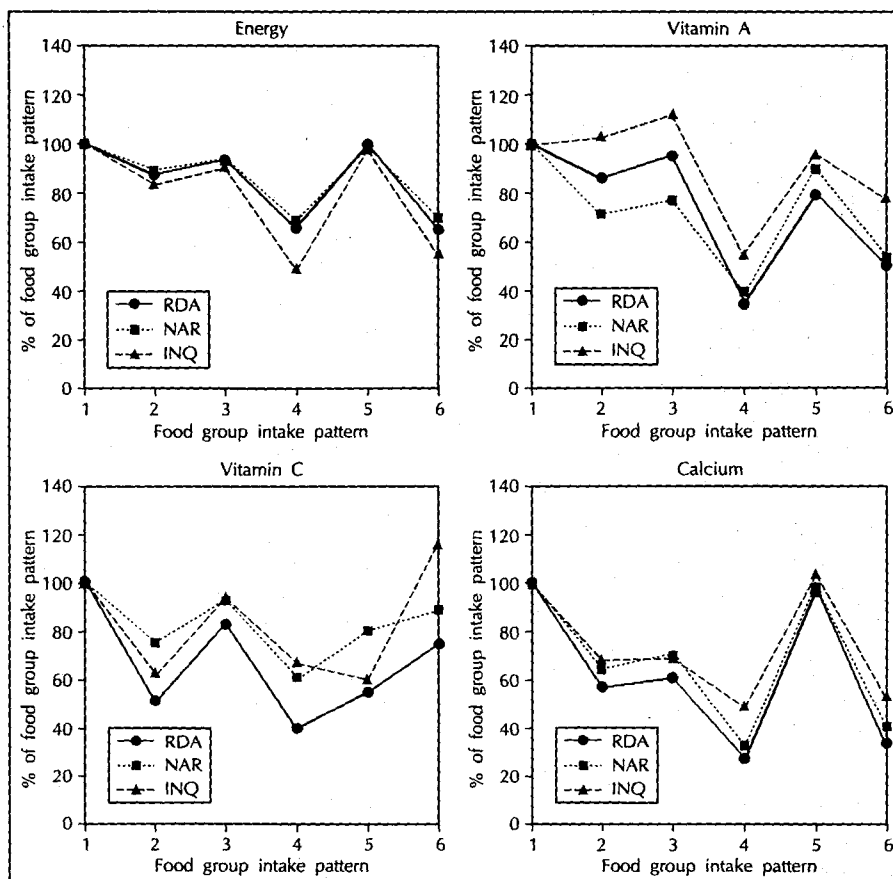 Energy
140
120
100
80
60
40
20
0
% of food group intake pattern
RDA
NAR
INQ
1 2 3 4 5 6
Food group intake pattern
Vitamin A
140
120
100
80
60
40
20
0
% of food group intake pattern
RDA
NAR
INQ
1 2 3 4 5 6
Food group intake pattern
Vitamin C
140
120
100
80
60
40
20
0
% of food group intake pattern
RDA
NAR
INQ
1 2 3 4 5 6
Food group intake pattern
Calcium
140
120
100
80
60
40
20
0
% of food group intake pattern
RDA
NAR
INQ
1 2 3 4 5 6
Food group intake pattern